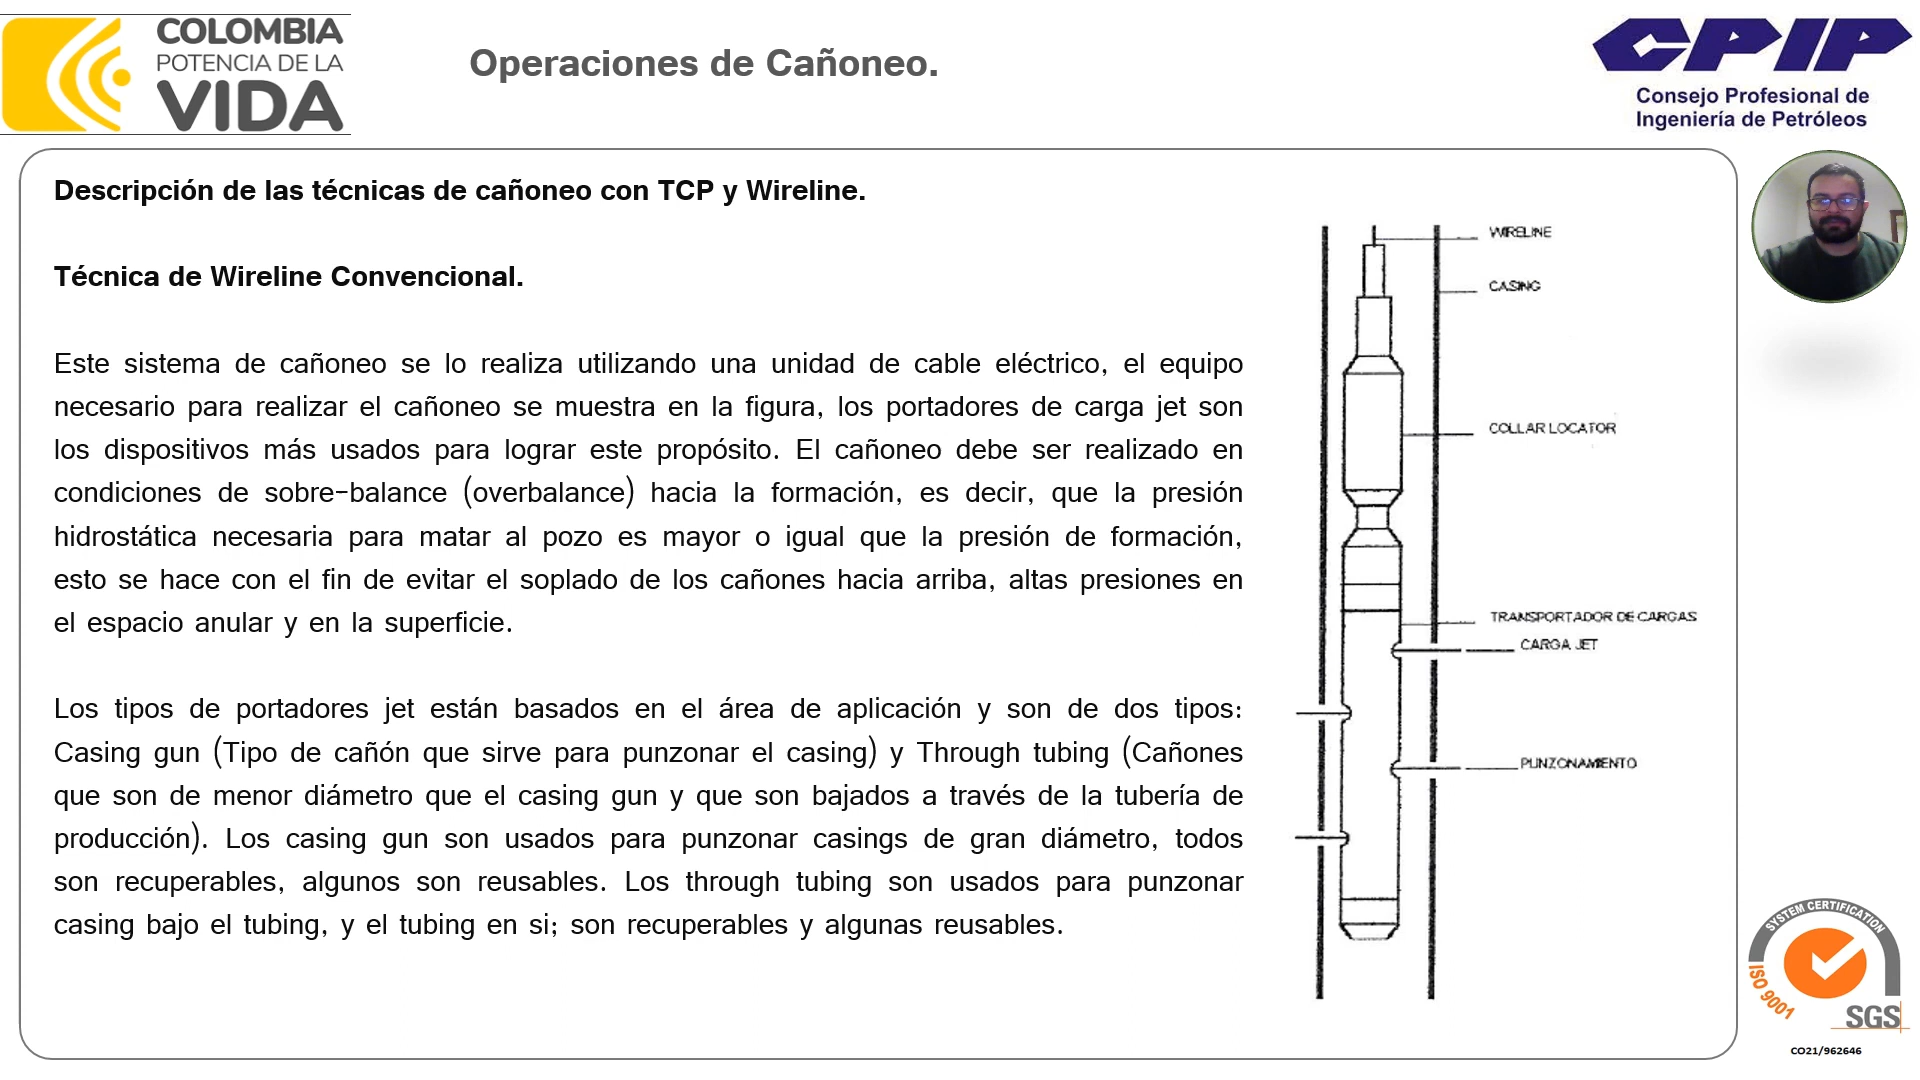 COLOMBIA
POTENCIA DE LA
VIDA
Operaciones de Cañoneo.
CPIP
Consejo Profesional de
Ingeniería de Petróleos
Descripción de las técnicas de cañoneo con TCP y Wireline.
Técnica de Wireline Convencional.
Este sistema de cañoneo se lo realiza utilizando una unidad de cable eléctrico, el equipo
necesario para realizar el cañoneo se muestra en la figura, los portadores de carga jet son
los dispositivos más usados para lograr este propósito. El cañoneo debe ser realizado en
condiciones de sobre-balance (overbalance) hacia la formación, es decir, que la presión
hidrostática necesaria para matar al pozo es mayor o igual que la presión de formación,
esto se hace con el fin de evitar el soplado de los cañones hacia arriba, altas presiones en
el espacio anular y en la superficie.
Los tipos de portadores jet están basados en el área de aplicación y son de dos tipos:
Casing gun (Tipo de cañón que sirve para punzonar el casing) y Through tubing (Cañones
que son de menor diámetro que el casing gun y que son bajados a través de la tubería de
producción). Los casing gun son usados para punzonar casings de gran diámetro, todos
son recuperables, algunos son reusables. Los through tubing son usados para punzonar
casing bajo el tubing, y el tubing en si; son recuperables y algunas reusables.
WIRELINE
CASING
COLLAR LOCATOR
TRANSPORTADOR DE CARGAS
CARGA JET
PUNZONAMIENTO
SYSTEM CERTIFICATION
ISO 9001
SGS
CO21/962646